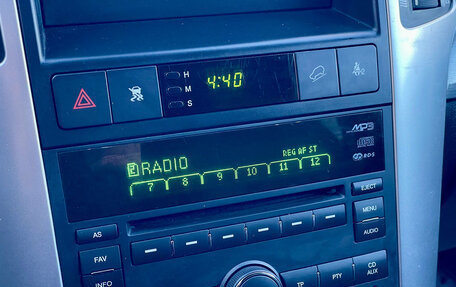 H
M
S
4:40
MP3
RDS
RADIO
REG AF ST
7 8 9 10 11 12
EJECT
MENU
AUDIO
AS
FAV
INFO
TP
PTY
CD
AUX